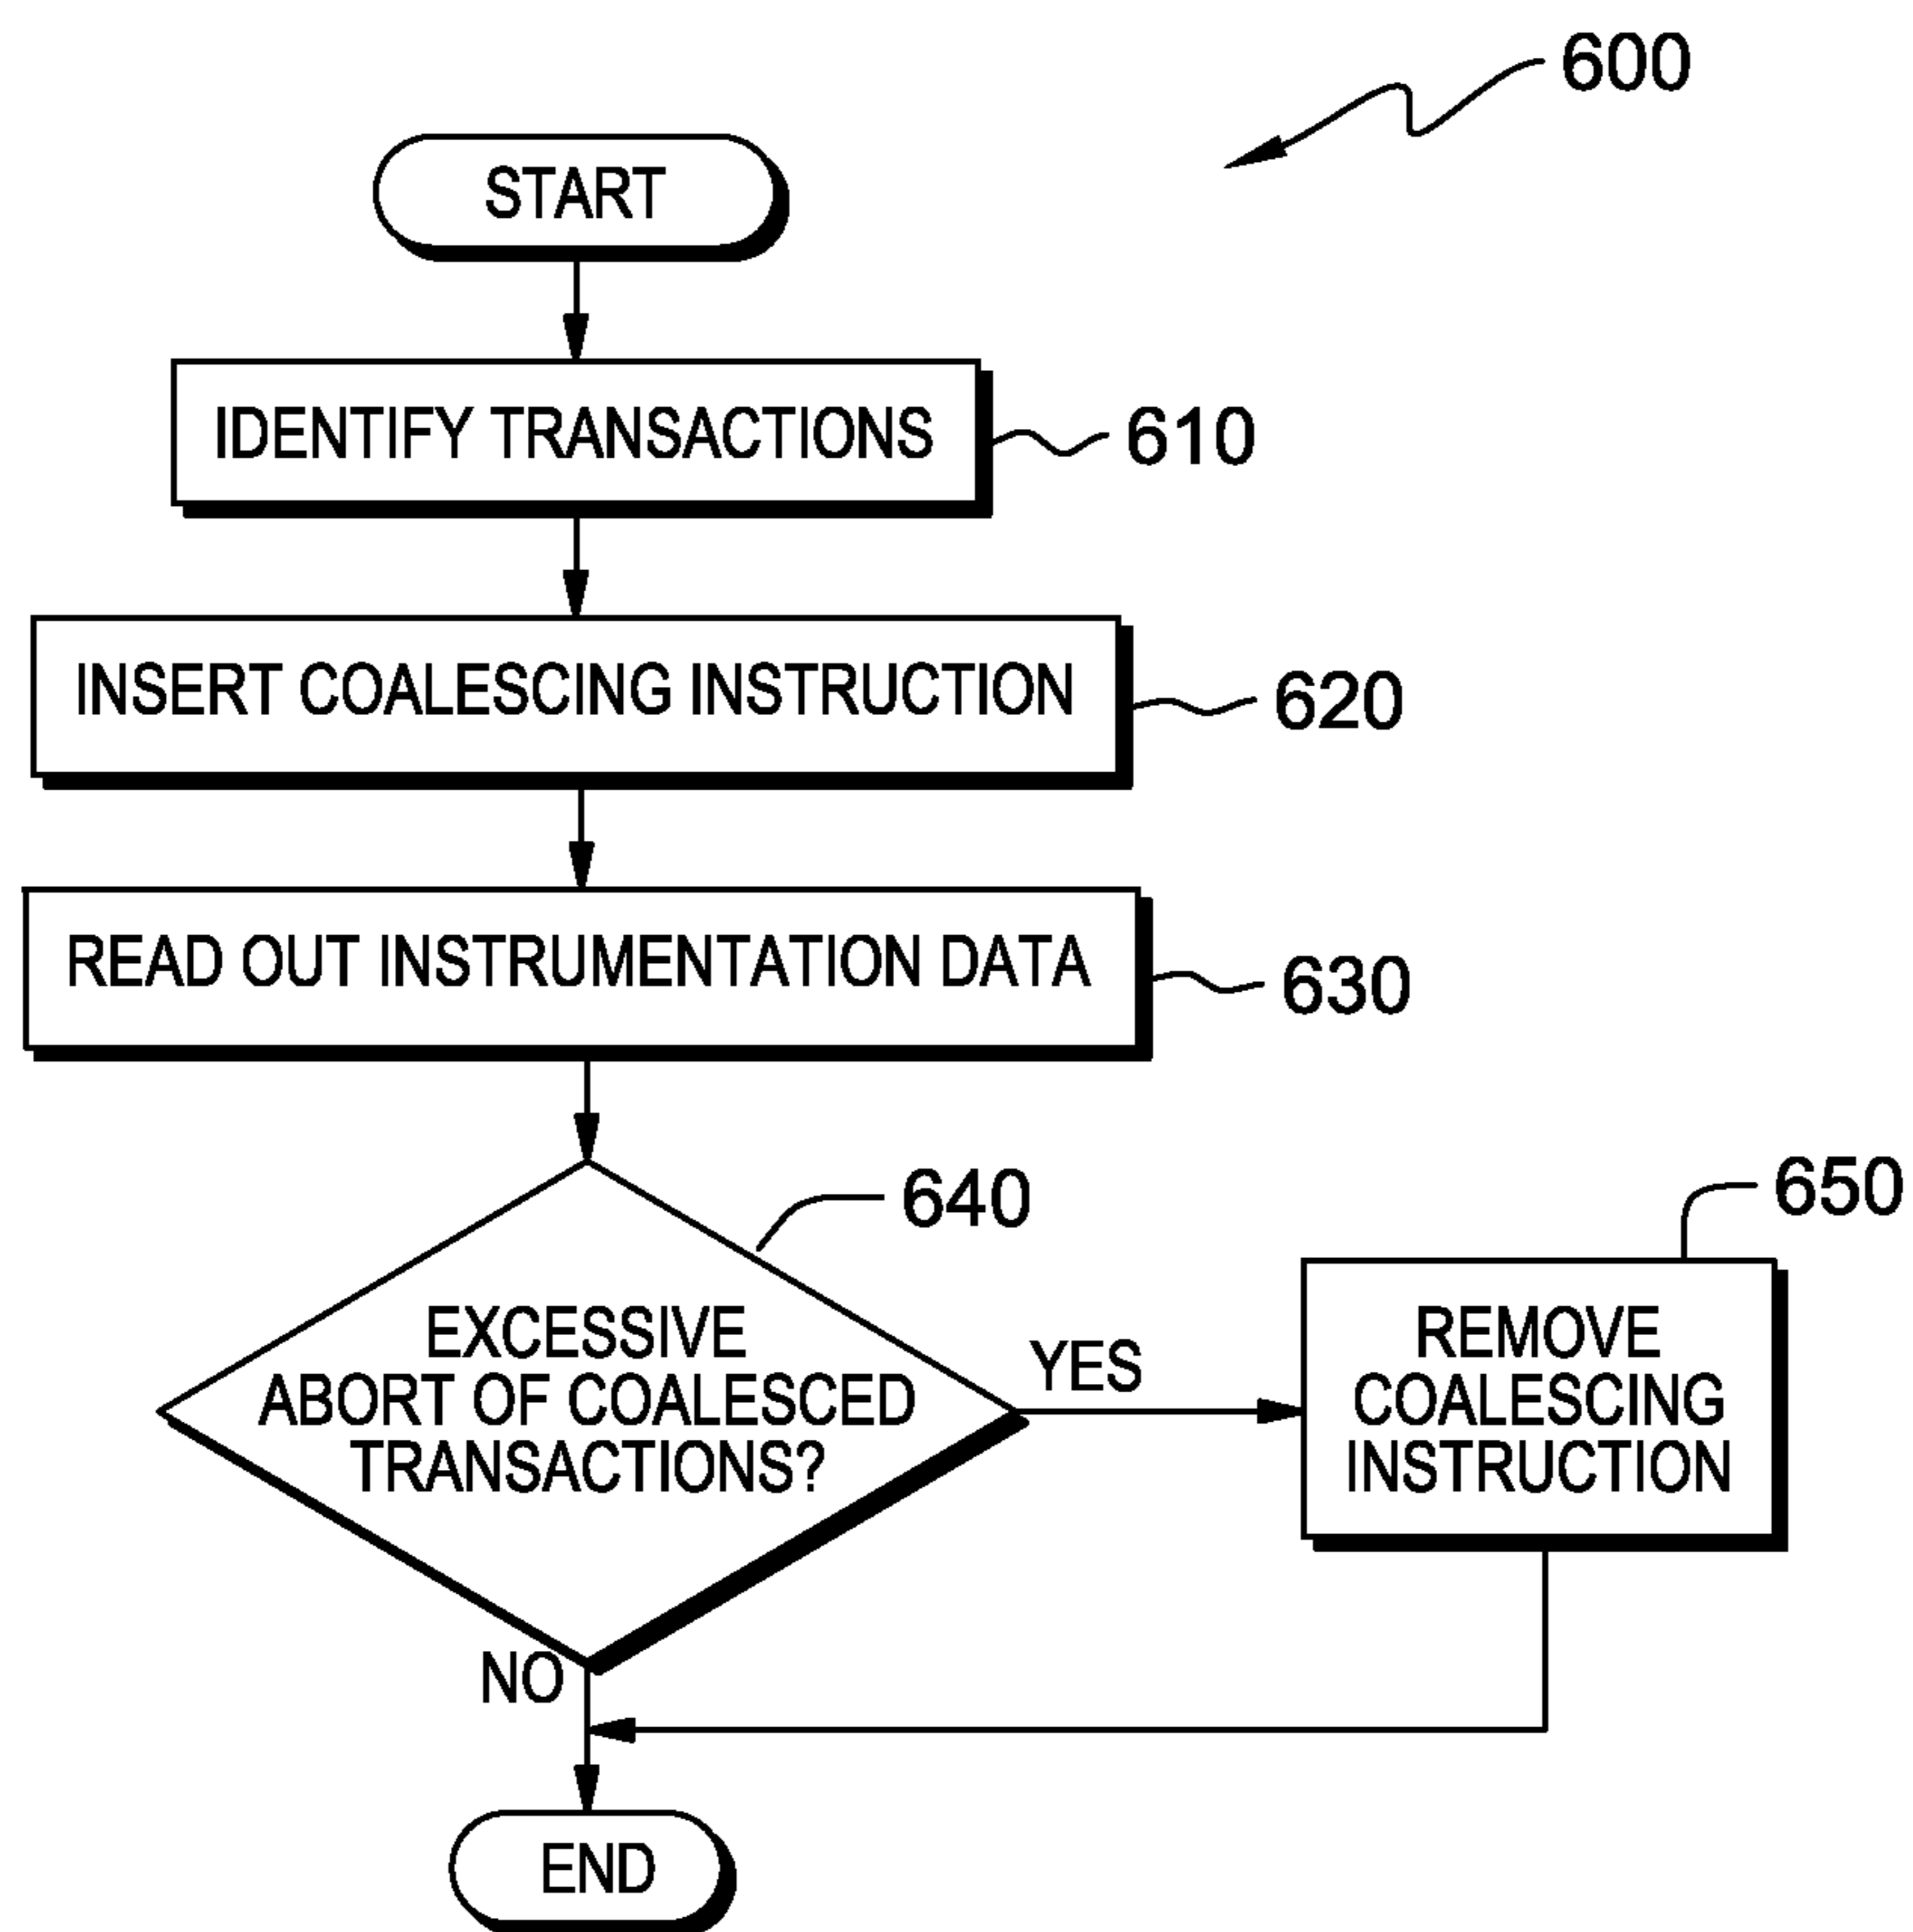 600
START
IDENTIFY TRANSACTIONS
610
INSERT COALESCING INSTRUCTION
620
READ OUT INSTRUMENTATION DATA
630
640
EXCESSIVE
ABORT OF COALESCED
TRANSACTIONS?
YES
650
REMOVE
COALESCING
INSTRUCTION
NO
END